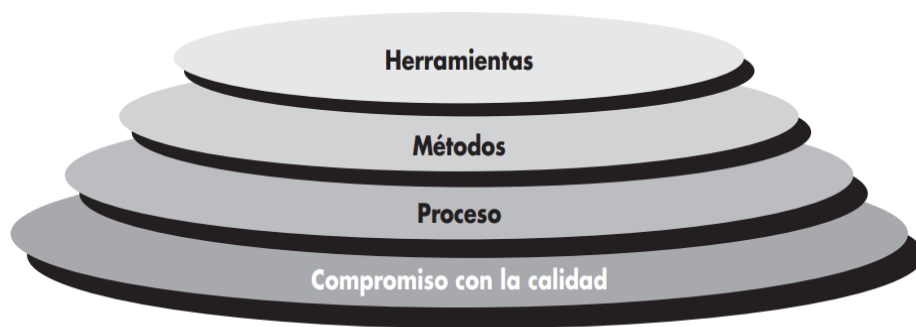 Herramientas
Métodos
Proceso
Compromiso con la calidad